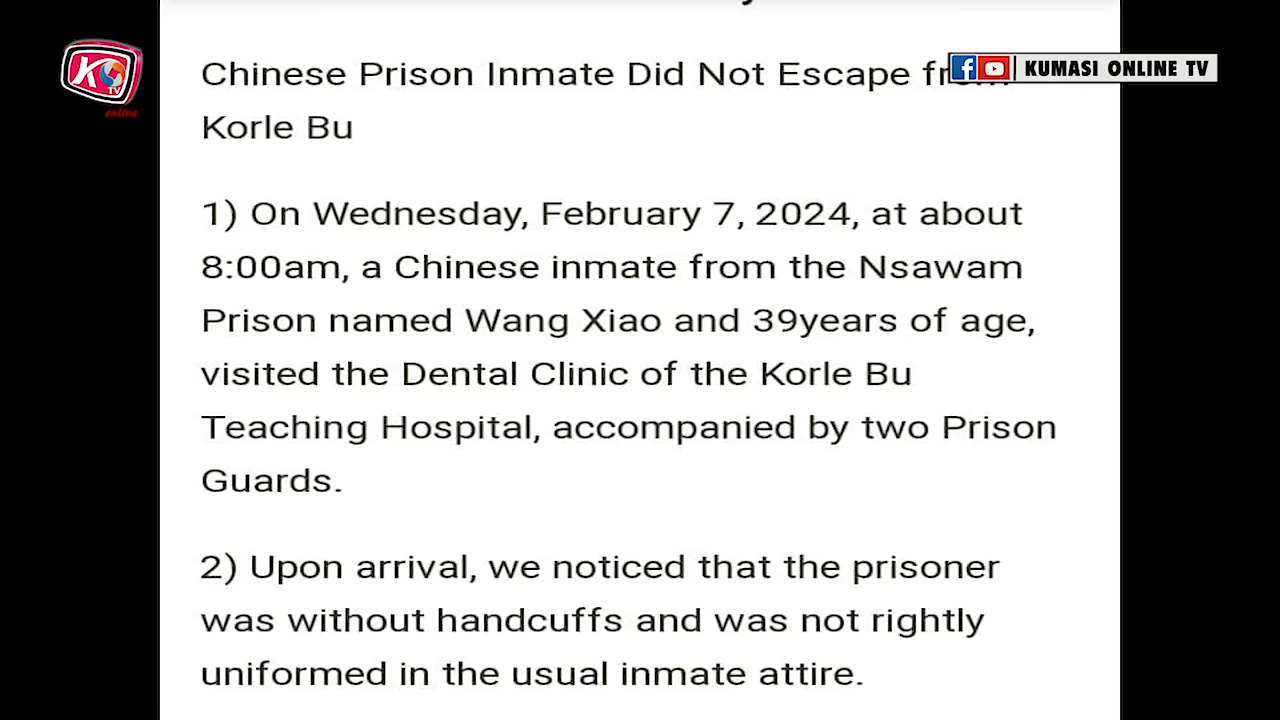 Chinese Prison Inmate Did Not Escape
Korle Bu
1) On Wednesday, February 7, 2024, at about
8:00am, a Chinese inmate from the Nsawam
Prison named Wang Xiao and 39years of age,
visited the Dental Clinic of the Korle Bu
Teaching Hospital, accompanied by two Prison
Guards.
2) Upon arrival, we noticed that the prisoner
was without handcuffs and was not rightly
uniformed in the usual inmate attire.
KUMASI ONLINE TV
K
TV
online